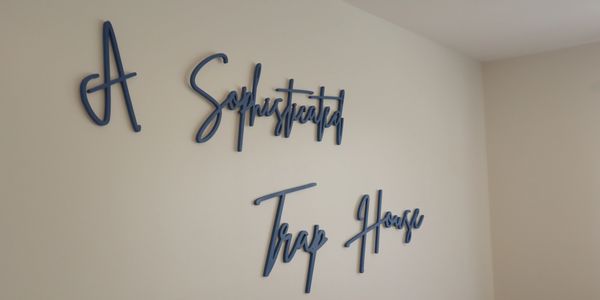 A Sophisticated
Trap House